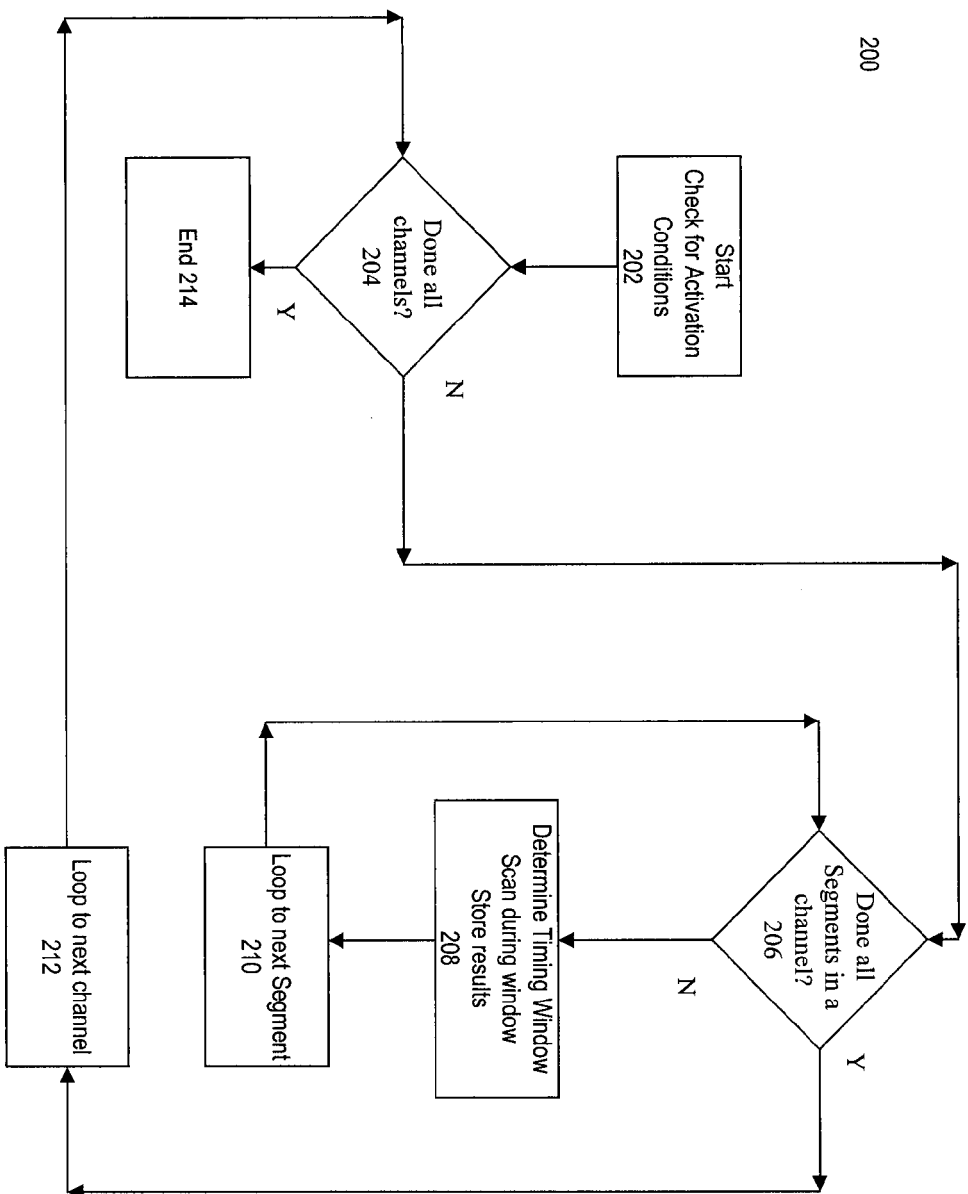 200
Start
Check for Activation
Conditions
202
Done all
channels?
204
Y
N
End 214
Done all
Segments in a
channel?
206
N
Y
Determine Timing Window
Scan during window
Store results
208
Loop to next Segment
210
Loop to next channel
212